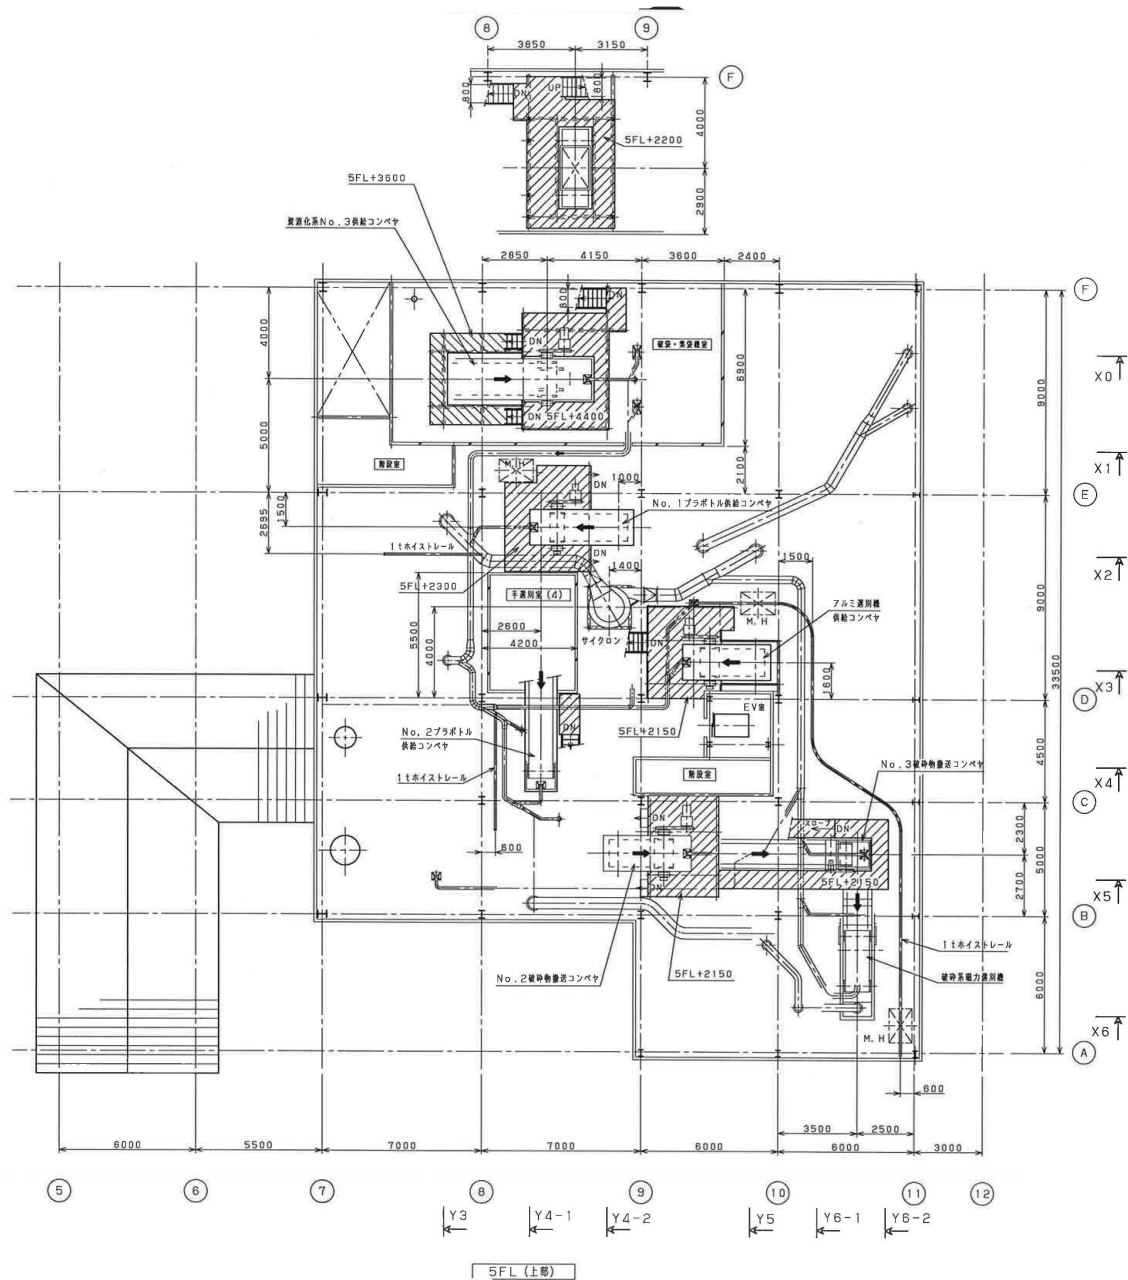 8
9
3850
3150
F
800
DN
UP
800
4000
5FL+2200
2900
5FL+3600
資源化系No.3供給コンベヤ
2850
4150
3600
2400
F
800
DN
4000
DN
破袋・集袋機室
6900
9000
X0
DN
5FL+4400
5000
階段室
M.H
DN
1000
2100
X1
E
1500
2695
No.1プラボトル供給コンベヤ
1tホイストレール
DN
1500
X2
5FL+2300
1400
手選別室(4)
アルミ選別機
供給コンベヤ
M.H
9000
サイクロン
5500
4000
2600
DN
4200
1600
33500
X3
D
EV室
No.2プラボトル
供給コンベヤ
DN
5FL+2150
4500
1tホイストレール
階段室
No.3破砕物搬送コンベヤ
X4
C
DN
スロープ
DN
2300
600
5000
DN
5FL+2150
2700
X5
B
No.2破砕物搬送コンベヤ
5FL+2150
1tホイストレール
破砕系磁力選別機
6000
X6
M.H
A
600
3500
2500
6000
5500
7000
7000
6000
6000
3000
5
6
7
8
9
10
11
12
Y3
Y4-1
Y4-2
Y5
Y6-1
Y6-2
5FL (上部)